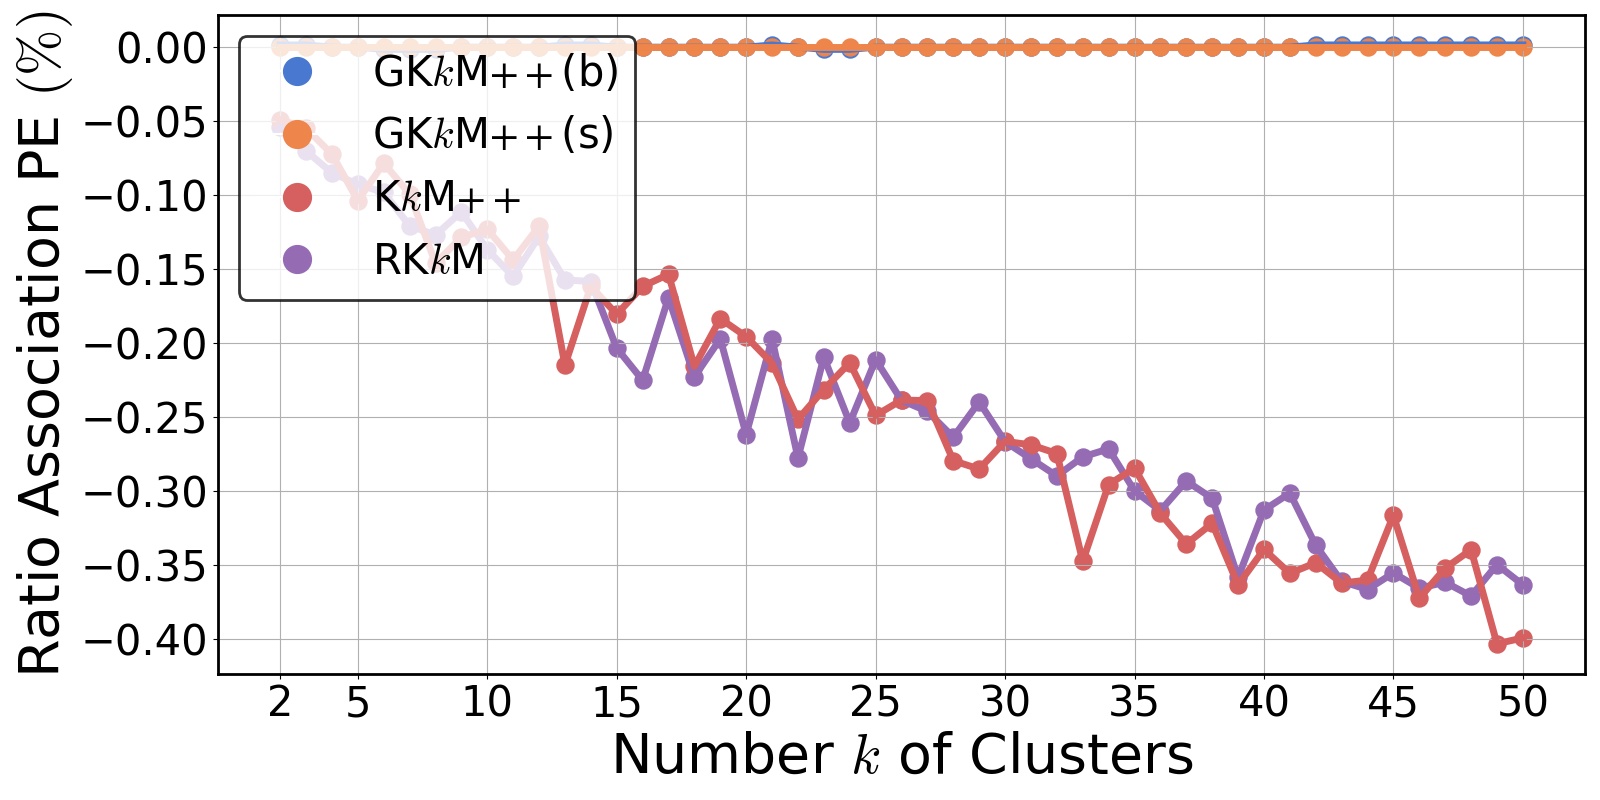 Ratio Association PE (%)
0.00
−0.05
−0.10
−0.15
−0.20
−0.25
−0.30
−0.35
−0.40
GKkM++(b)
GKkM++(s)
KkM++
RKkM
2 5 10 15 20 25 30 35 40 45 50
Number k of Clusters